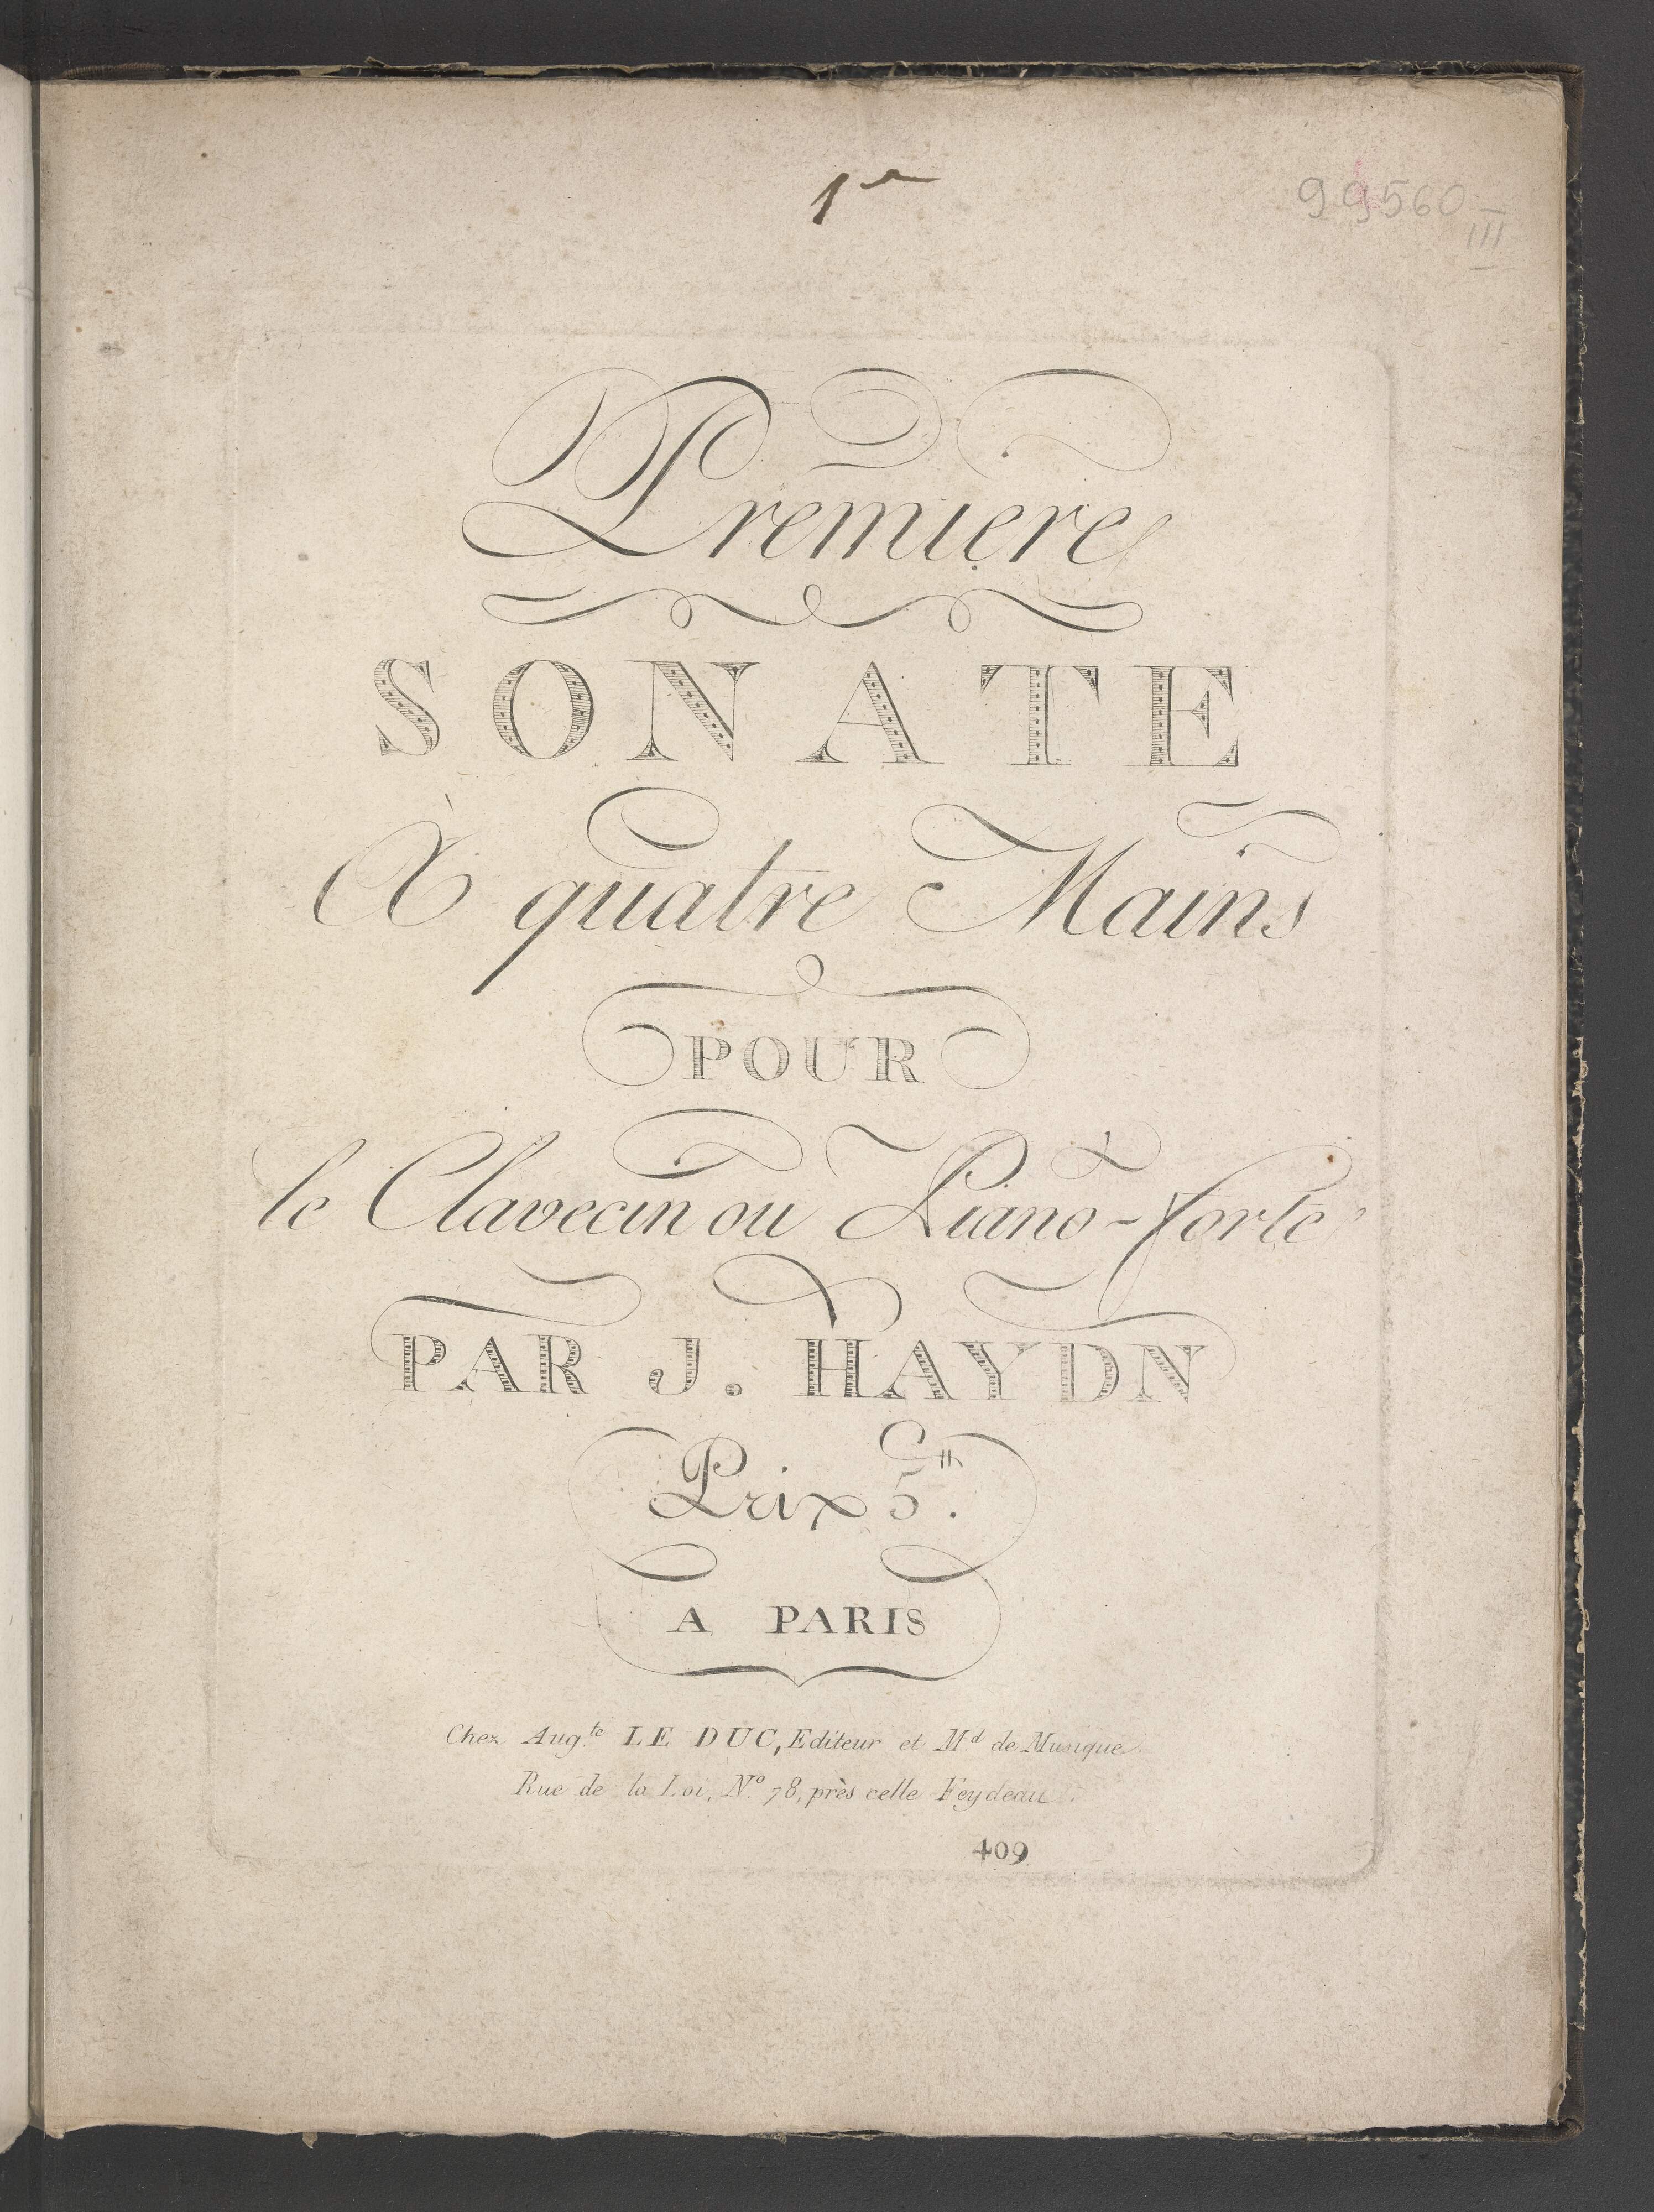 1re
99560
III
Premiere
SONATE
À quatre Mains
POUR
le Clavecin ou Piano-forte
PAR J. HAYDN
Prix 5tt.
A PARIS
Chez Augte LE DUC, Editeur et Md de Musique.
Rue de la Loi, No. 78, près celle Feydeau.
409